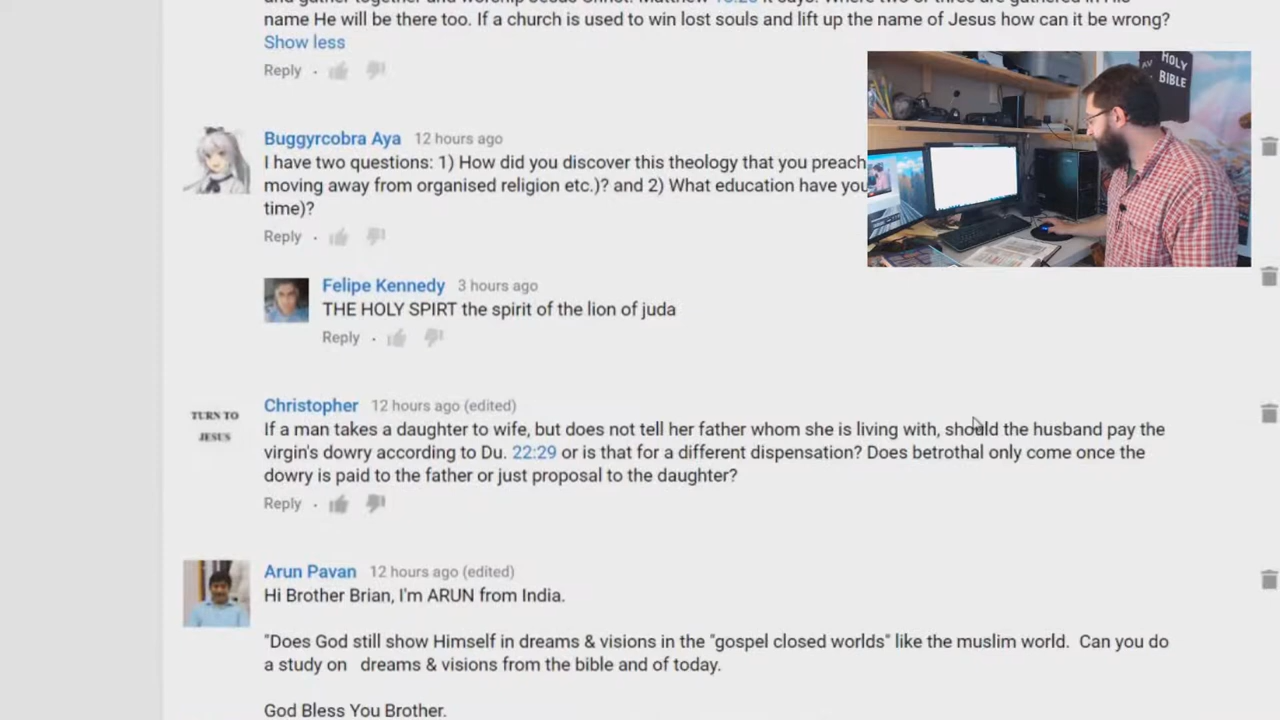 and gather together and worship Jesus Christ. Matthew 18:20 it says: Where two or three are gathered in His
name He will be there too. If a church is used to win lost souls and lift up the name of Jesus how can it be wrong?
Show less
Reply
Buggyrcobra Aya 12 hours ago
I have two questions: 1) How did you discover this theology that you preach
moving away from organised religion etc.)? and 2) What education have you
time)?
Reply
Felipe Kennedy 3 hours ago
THE HOLY SPIRT the spirit of the lion of juda
Reply
TURN TO
JESUS
Christopher 12 hours ago (edited)
If a man takes a daughter to wife, but does not tell her father whom she is living with, should the husband pay the
virgin's dowry according to Du. 22:29 or is that for a different dispensation? Does betrothal only come once the
dowry is paid to the father or just proposal to the daughter?
Reply
Arun Pavan 12 hours ago (edited)
Hi Brother Brian, I'm ARUN from India.
"Does God still show Himself in dreams & visions in the "gospel closed worlds" like the muslim world. Can you do
a study on dreams & visions from the bible and of today.
God Bless You Brother.
AV
HOLY
BIBLE